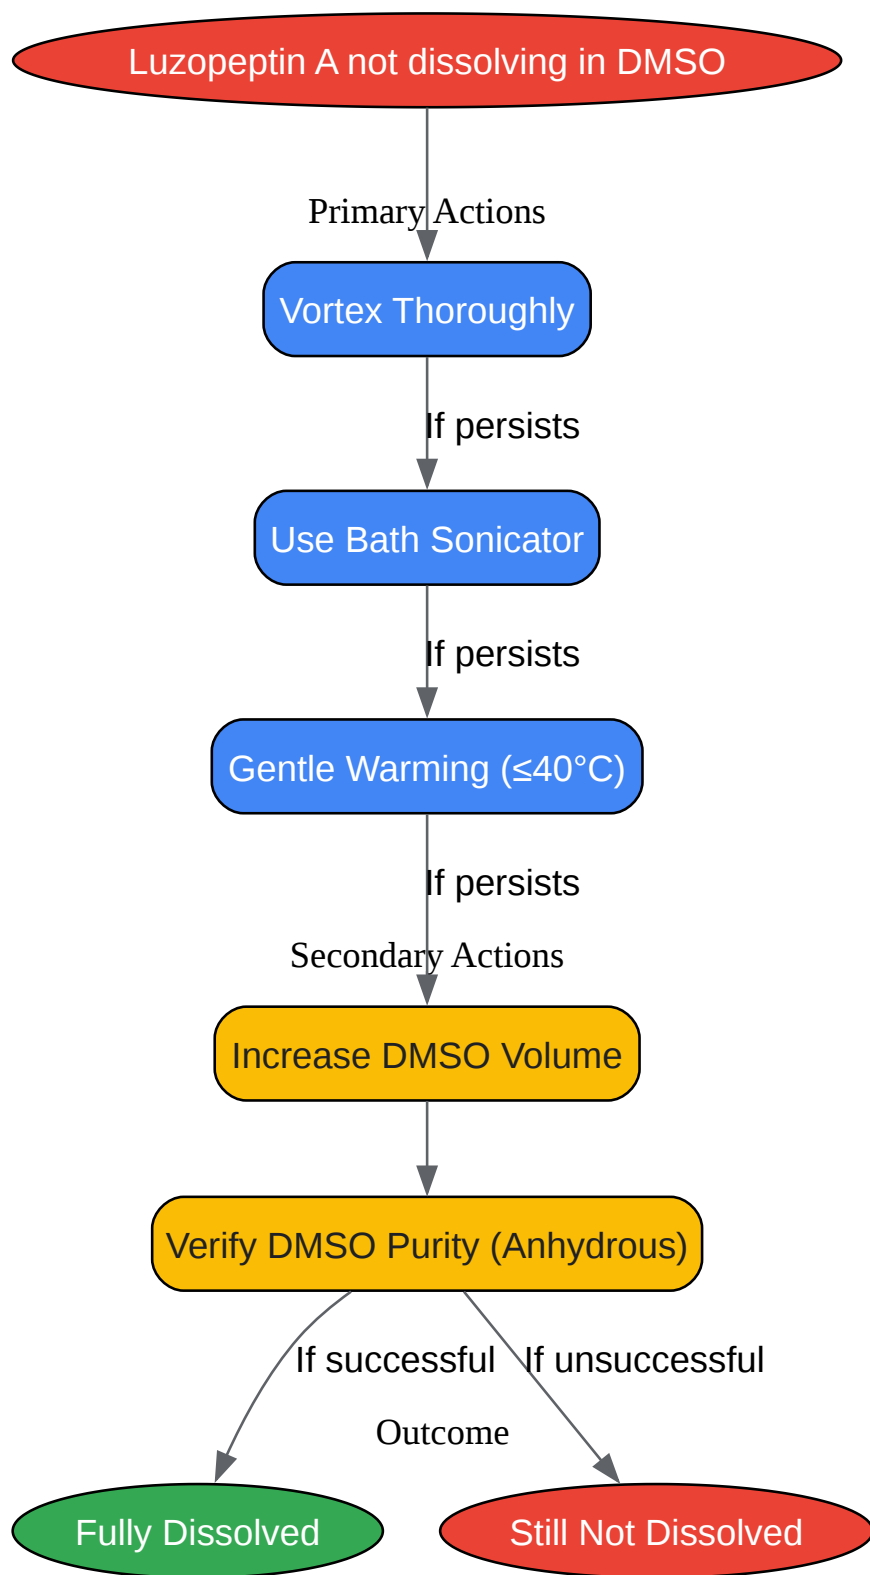 Luzopeptin A not dissolving in DMSO
Primary Actions
Vortex Thoroughly
If persists
Use Bath Sonicator
If persists
Gentle Warming (≤40°C)
If persists
Secondary Actions
Increase DMSO Volume
Verify DMSO Purity (Anhydrous)
If successful
If unsuccessful
Outcome
Fully Dissolved
Still Not Dissolved